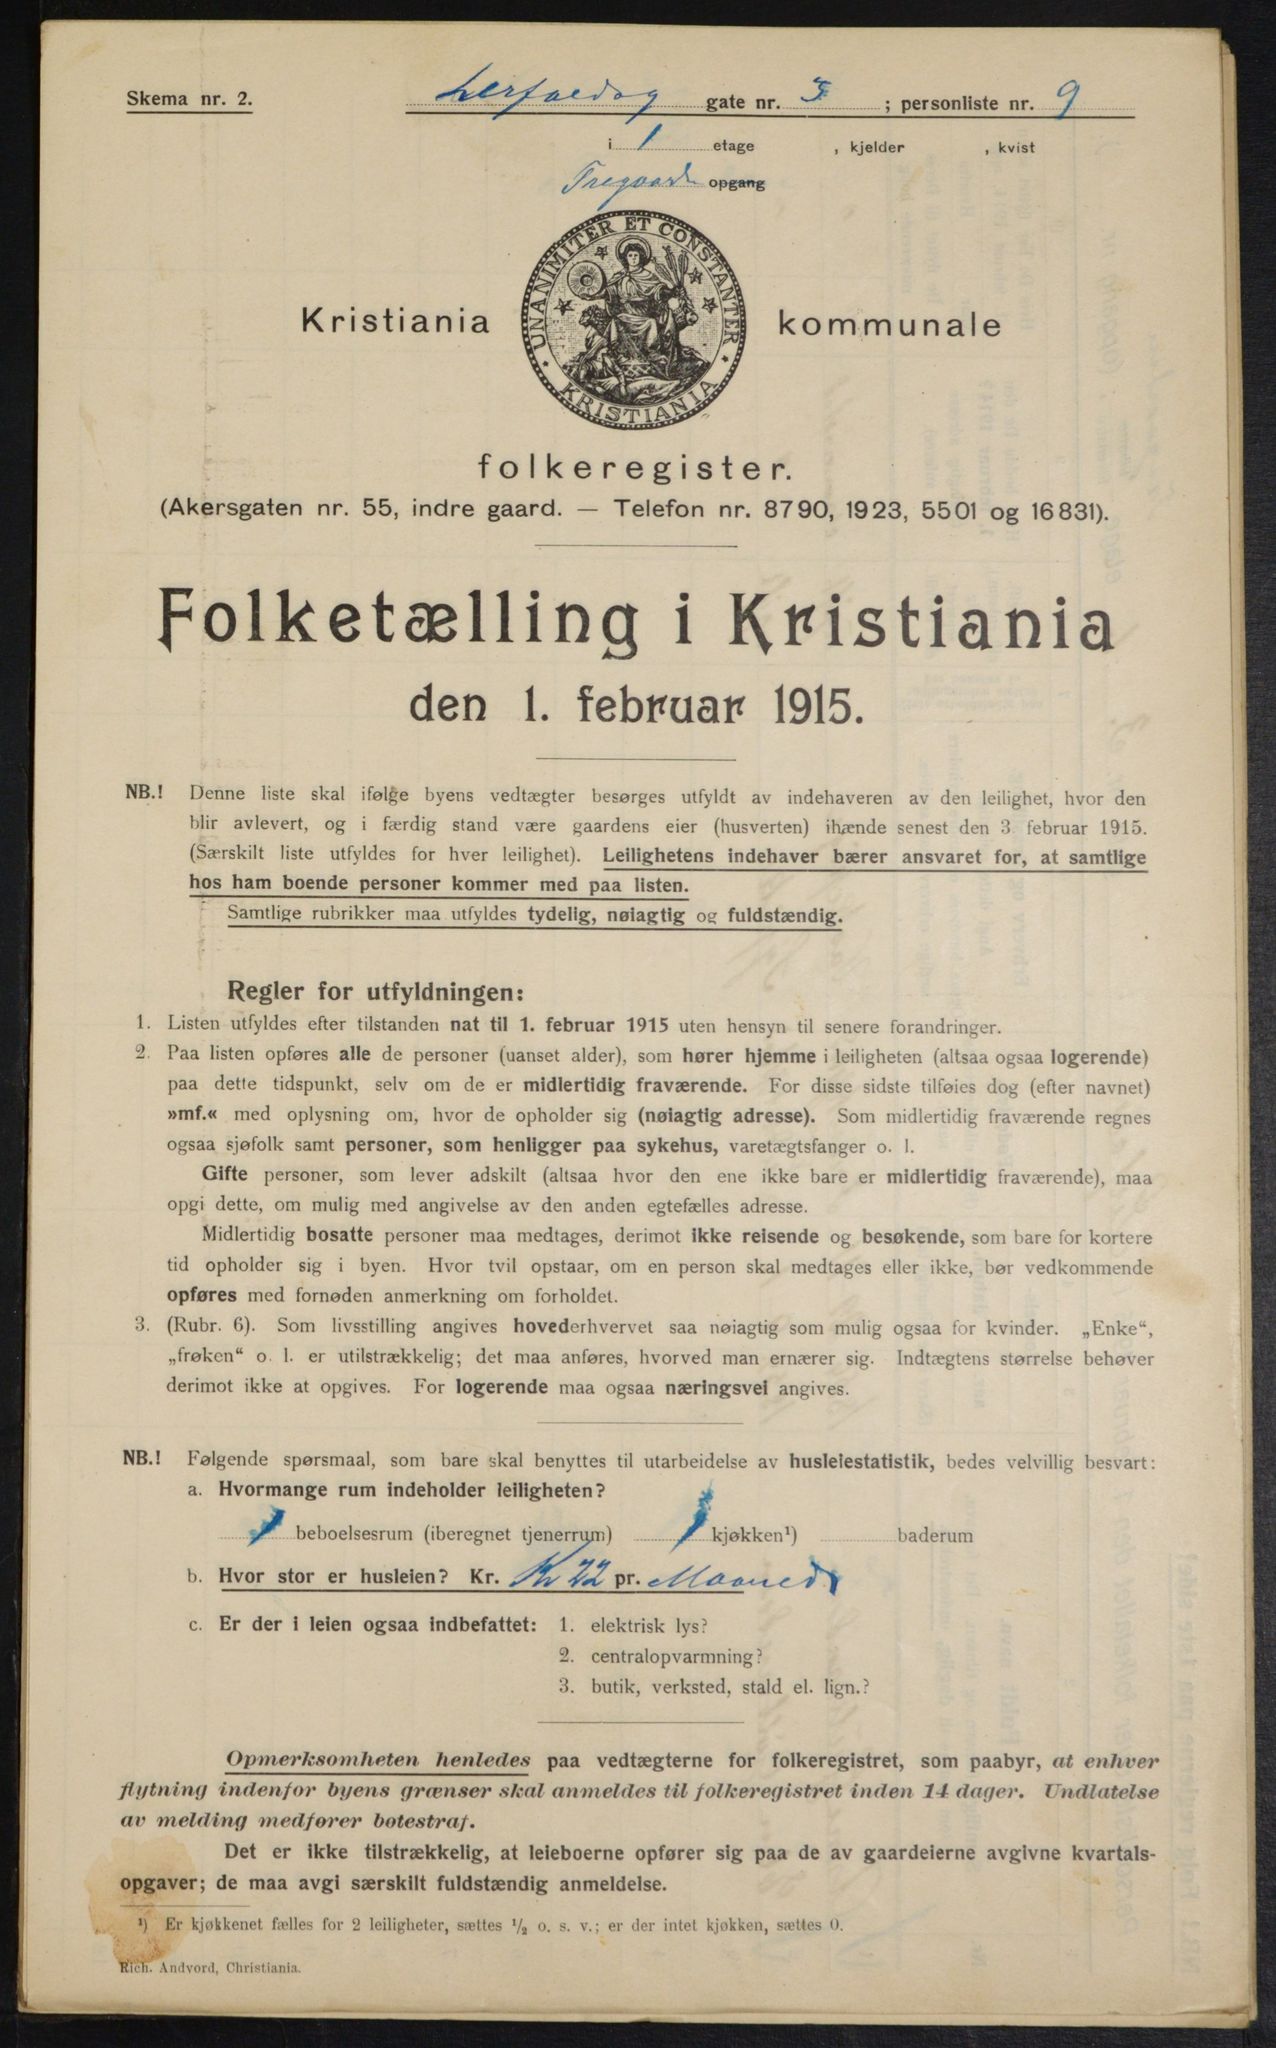 Skema nr. 2.
Lerfaldsg gate nr. 3 ; personliste nr. 9
i 1 etage , kjelder , kvist
Tregaard opgang
UNANIMITER ET CONSTANTER
KRISTIANIA
Kristiania kommunale
folkeregister.
(Akersgaten nr. 55, indre gaard. — Telefon nr. 8790, 1923, 5501 og 16831).
Folketælling i Kristiania
den 1. februar 1915.
NB.! Denne liste skal ifølge byens vedtægter besørges utfyldt av indehaveren av den leilighet, hvor den
blir avlevert, og i færdig stand være gaardens eier (husverten) ihænde senest den 3 februar 1915.
(Særskilt liste utfyldes for hver leilighet). Leilighetens indehaver bærer ansvaret for, at samtlige
hos ham boende personer kommer med paa listen.
Samtlige rubrikker maa utfyldes tydelig, nøiagtig og fuldstændig.
Regler for utfyldningen:
1. Listen utfyldes efter tilstanden nat til 1. februar 1915 uten hensyn til senere forandringer.
2. Paa listen opføres alle de personer (uanset alder), som hører hjemme i leiligheten (altsaa ogsaa logerende)
paa dette tidspunkt, selv om de er midlertidig fraværende. For disse sidste tilføies dog (efter navnet)
»mf.« med oplysning om, hvor de opholder sig (nøiagtig adresse). Som midlertidig fraværende regnes
ogsaa sjøfolk samt personer, som henligger paa sykehus, varetægtsfanger o. l.
Gifte personer, som lever adskilt (altsaa hvor den ene ikke bare er midlertidig fraværende), maa
opgi dette, om mulig med angivelse av den anden egtefælles adresse.
Midlertidig bosatte personer maa medtages, derimot ikke reisende og besøkende, som bare for kortere
tid opholder sig i byen. Hvor tvil opstaar, om en person skal medtages eller ikke, bør vedkommende
opføres med fornøden anmerkning om forholdet.
3. (Rubr. 6). Som livsstilling angives hovederhvervet saa nøiagtig som mulig ogsaa for kvinder. „Enke“,
„frøken“ o. l. er utilstrækkelig; det maa anføres, hvorved man ernærer sig. Indtægtens størrelse behøver
derimot ikke at opgives. For logerende maa ogsaa næringsvei angives.
NB.! Følgende spørsmaal, som bare skal benyttes til utarbeidelse av husleiestatistik, bedes velvillig besvart:
a. Hvormange rum indeholder leiligheten?
1 beboelsesrum (iberegnet tjenerrum) 1 kjøkken¹) baderum
b. Hvor stor er husleien? Kr. Kr 22 pr. Maaned
c. Er der i leien ogsaa indbefattet: 1. elektrisk lys?
2. centralopvarmning?
3. butik, verksted, stald el. lign.?
Opmerksomheten henledes paa vedtægterne for folkeregistret, som paabyr, at enhver
flytning indenfor byens grænser skal anmeldes til folkeregistret inden 14 dager. Undlatelse
av melding medfører bøtestraf.
Det er ikke tilstrækkelig, at leieboerne opfører sig paa de av gaardeierne avgivne kvartals-
opgaver; de maa avgi særskilt fuldstændig anmeldelse.
¹) Er kjøkkenet fælles for 2 leiligheter, sættes ½ o. s. v.; er der intet kjøkken, sættes 0.
Rich. Andvord, Christiania.